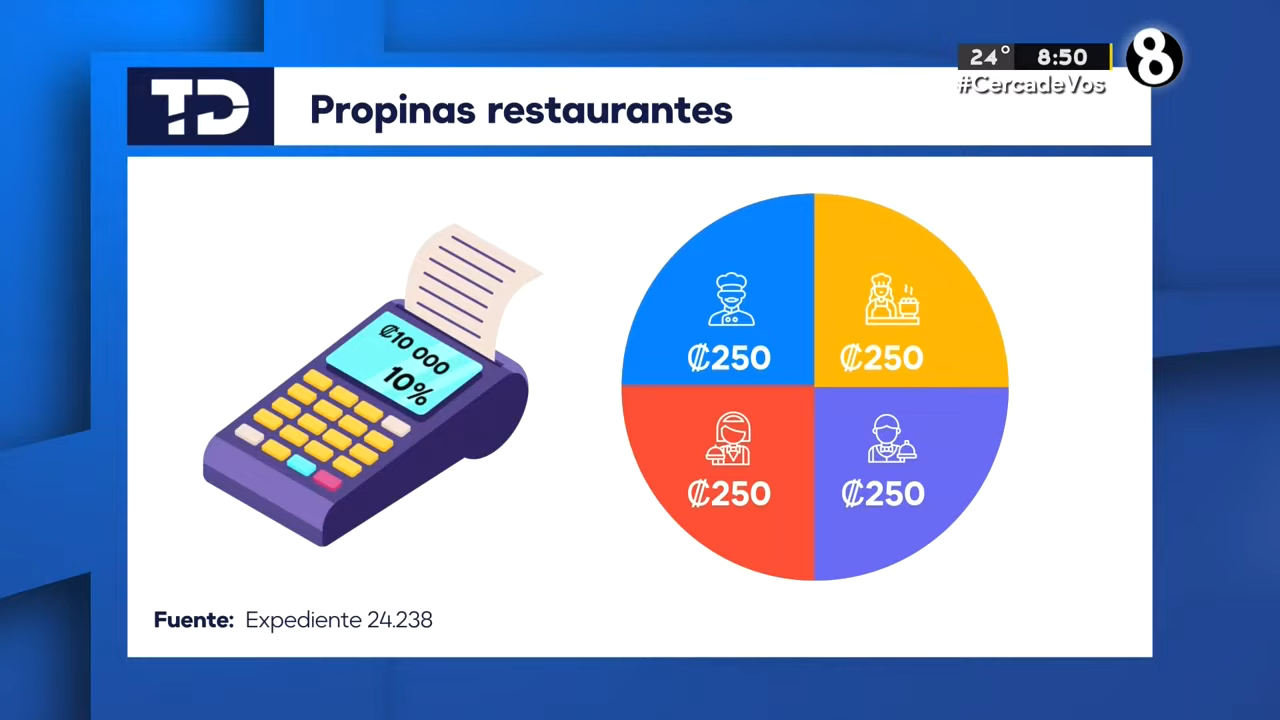 24° 8:50
8
#CercadeVos
TD
Propinas restaurantes
₡10 000
10%
₡250
₡250
₡250
₡250
Fuente: Expediente 24.238